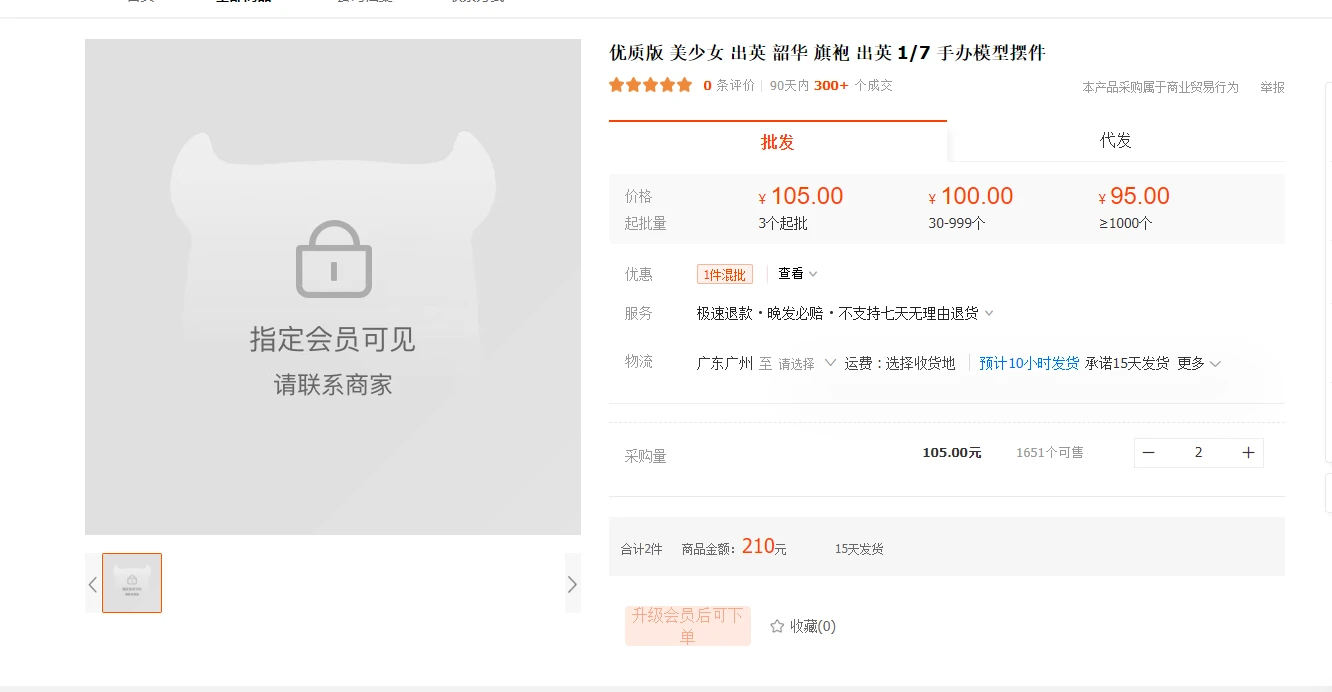 指定会员可见
请联系商家
优质版 美少女 出英 韶华 旗袍 出英 1/7 手办模型摆件
0 条评价 90天内 300+ 个成交
本产品采购属于商业贸易行为 举报
批发 代发
价格 ¥ 105.00 ¥ 100.00 ¥ 95.00
起批量 3个起批 30-999个 ≥1000个
优惠 1件混批 查看
服务 极速退款·晚发必赔·不支持七天无理由退货
物流 广东广州 至 请选择 运费：选择收货地 预计10小时发货 承诺15天发货 更多
采购量 105.00元 1651个可售 2
合计2件 商品金额：210元 15天发货
升级会员后可下
单
收藏(0)